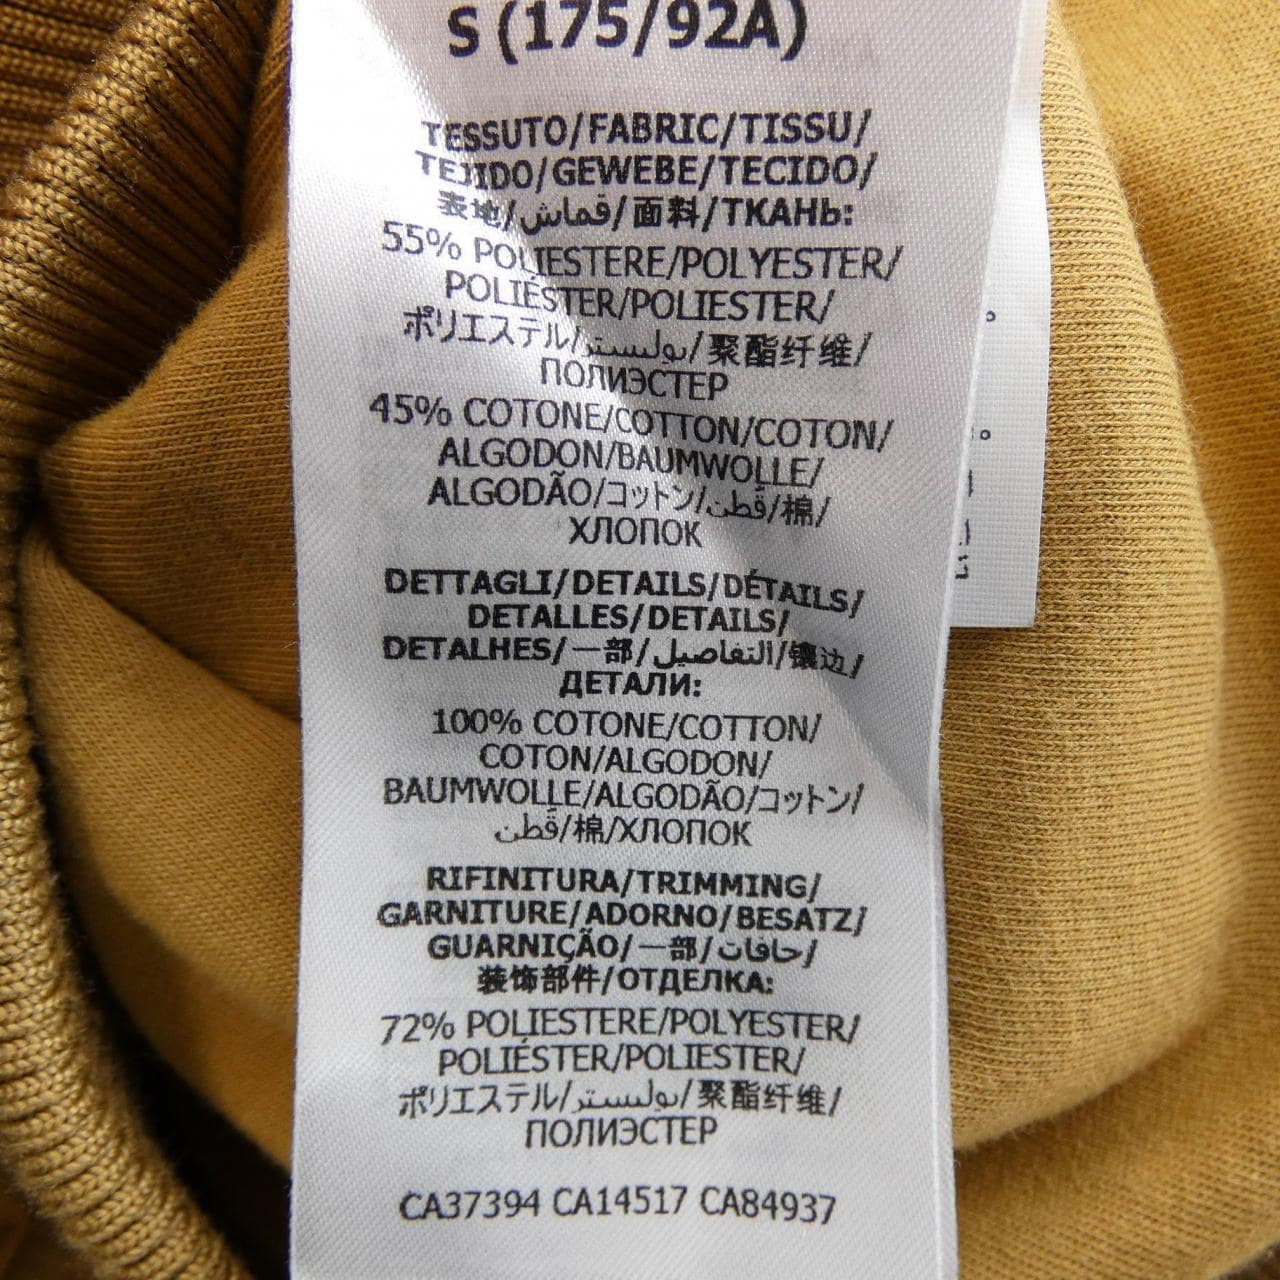 S (175/92A)
TESSUTO/FABRIC/TISSU/
TEJIDO/GEWEBE/TECIDO/
表地/قماش/面料/ТКАНЬ:
55% POLIESTERE/POLYESTER/
POLIÉSTER/POLIESTER/
ポリエステル/بوليستر/聚酯纤维/
ПОЛИЭСТЕР
45% COTONE/COTTON/COTON/
ALGODON/BAUMWOLLE/
ALGODÃO/コットン/قطن/棉/
ХЛОПОК
DETTAGLI/DETAILS/DÉTAILS/
DETALLES/DETAILS/
DETALHES/一部/التفاصيل/镶边/
ДЕТАЛИ:
100% COTONE/COTTON/
COTON/ALGODON/
BAUMWOLLE/ALGODÃO/コットン/
قطن/棉/ХЛОПОК
RIFINITURA/TRIMMING/
GARNITURE/ADORNO/BESATZ/
GUARNIÇÃO/一部/حافات/
装饰部件/ОТДЕЛКА:
72% POLIESTERE/POLYESTER/
POLIÉSTER/POLIESTER/
ポリエステル/بوليستر/聚酯纤维/
ПОЛИЭСТЕР
CA37394 CA14517 CA84937